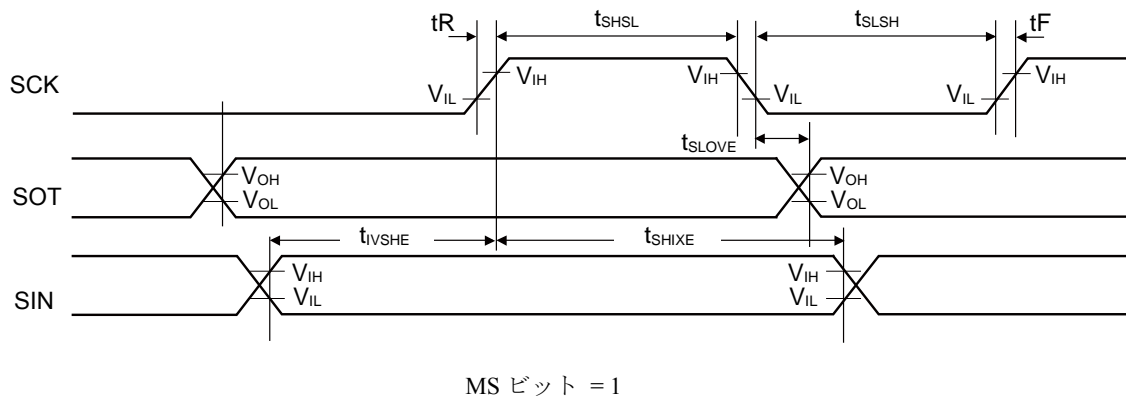 tR tSHSL tSLSH tF
SCK VIL VIH VIH VIL VIL VIH
tSLOVE
SOT VOH VOL VOH VOL
tIVSHE tSHIXE
SIN VIH VIL VIH VIL
MS ビット = 1